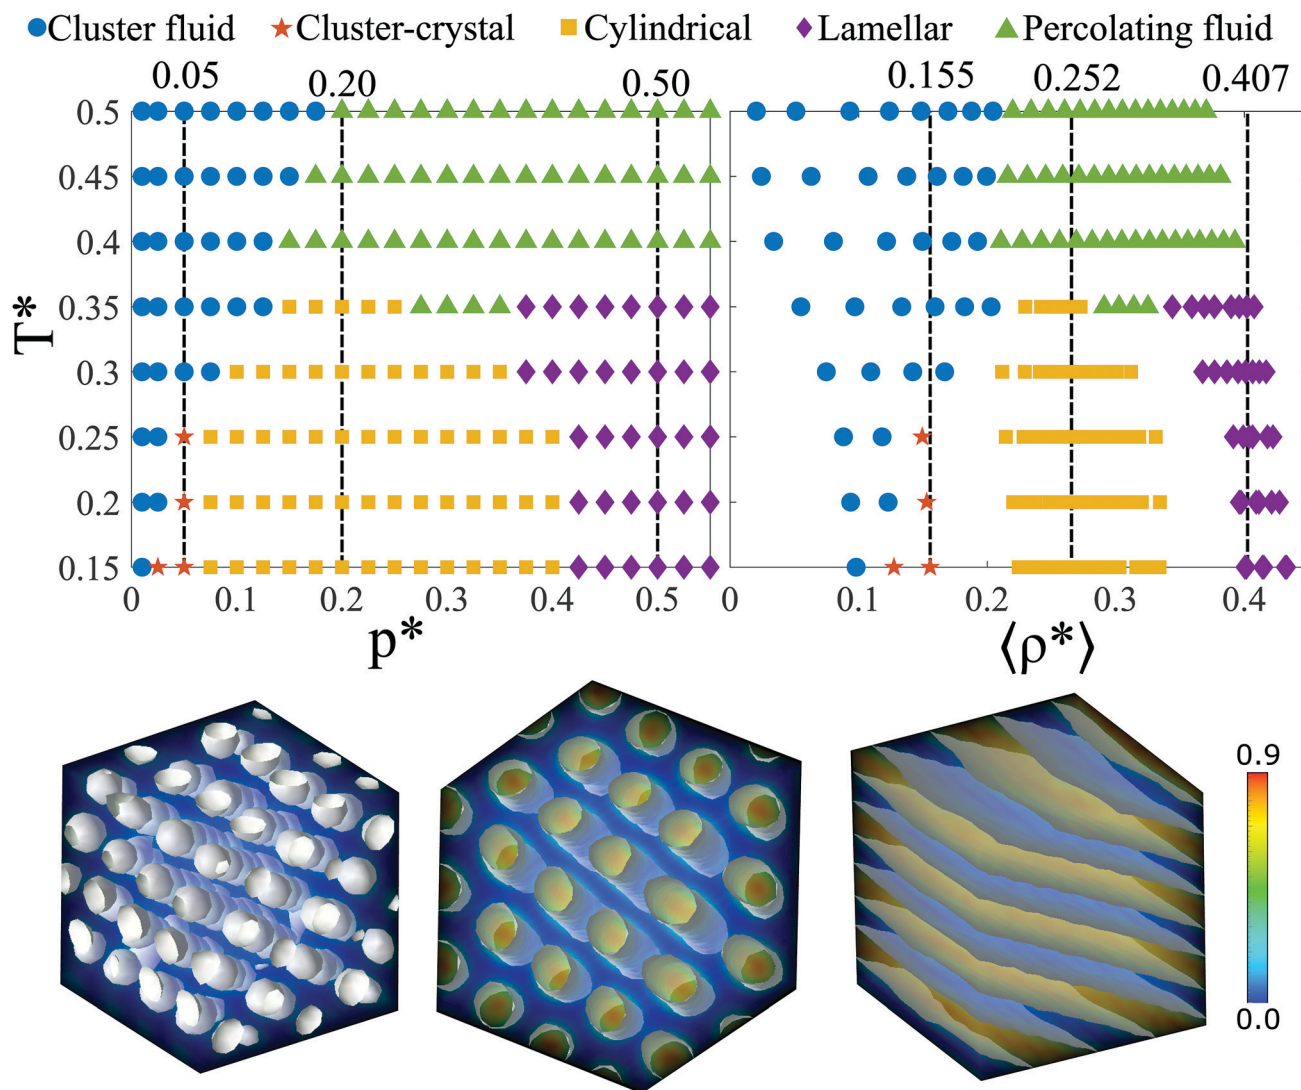 Cluster fluid Cluster-crystal Cylindrical Lamellar Percolating fluid
0.05 0.20 0.50 0.155 0.252 0.407
0.5
0.45
0.4
0.35
0.3
0.25
0.2
0.15
T*
0 0.1 0.2 0.3 0.4 0.5 0 0.1 0.2 0.3 0.4
p* ⟨ρ*⟩
0.9
0.0